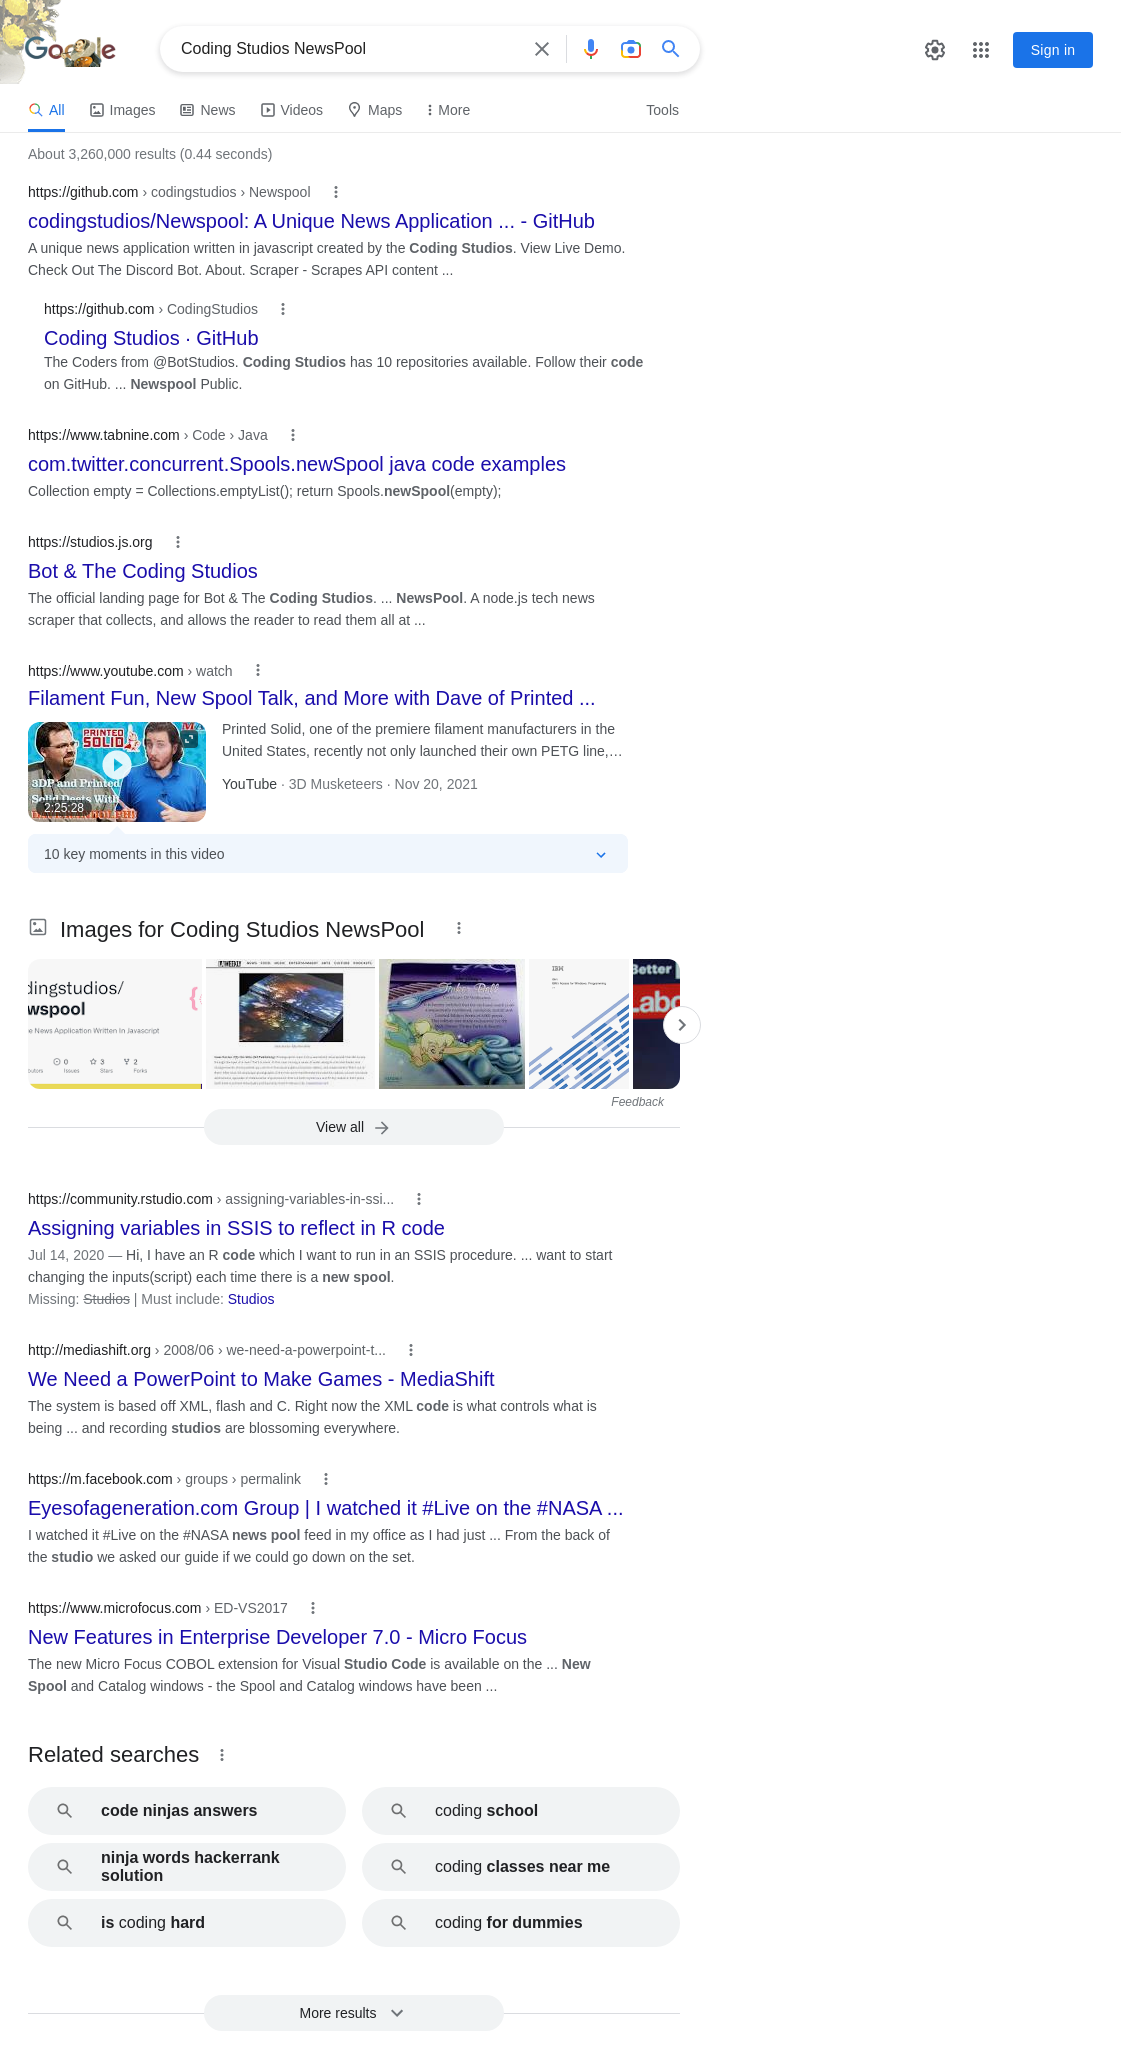 Google
Coding Studios NewsPool
Sign in
All
Images
News
Videos
Maps
More
Tools
About 3,260,000 results (0.44 seconds)
https://github.com › codingstudios › Newspool
codingstudios/Newspool: A Unique News Application ... - GitHub
A unique news application written in javascript created by the Coding Studios. View Live Demo.
Check Out The Discord Bot. About. Scraper - Scrapes API content ...
https://github.com › CodingStudios
Coding Studios · GitHub
The Coders from @BotStudios. Coding Studios has 10 repositories available. Follow their code
on GitHub. ... Newspool Public.
https://www.tabnine.com › Code › Java
com.twitter.concurrent.Spools.newSpool java code examples
Collection empty = Collections.emptyList(); return Spools.newSpool(empty);
https://studios.js.org
Bot & The Coding Studios
The official landing page for Bot & The Coding Studios. ... NewsPool. A node.js tech news
scraper that collects, and allows the reader to read them all at ...
https://www.youtube.com › watch
Filament Fun, New Spool Talk, and More with Dave of Printed ...
PRINTED
SOLID
3DP and Printed
Solid Deets With
2:25:28
Printed Solid, one of the premiere filament manufacturers in the
United States, recently not only launched their own PETG line,…
YouTube · 3D Musketeers · Nov 20, 2021
10 key moments in this video
Images for Coding Studios NewsPool
dingstudios/
wspool
e News Application Written In Javascript
0
3
2
utors
Issues
Stars
Forks
WEEKLY
Tinker Bell
IBM
Better
Labo
Feedback
View all
https://community.rstudio.com › assigning-variables-in-ssi...
Assigning variables in SSIS to reflect in R code
Jul 14, 2020 — Hi, I have an R code which I want to run in an SSIS procedure. ... want to start
changing the inputs(script) each time there is a new spool.
Missing: Studios | Must include: Studios
http://mediashift.org › 2008/06 › we-need-a-powerpoint-t...
We Need a PowerPoint to Make Games - MediaShift
The system is based off XML, flash and C. Right now the XML code is what controls what is
being ... and recording studios are blossoming everywhere.
https://m.facebook.com › groups › permalink
Eyesofageneration.com Group | I watched it #Live on the #NASA ...
I watched it #Live on the #NASA news pool feed in my office as I had just ... From the back of
the studio we asked our guide if we could go down on the set.
https://www.microfocus.com › ED-VS2017
New Features in Enterprise Developer 7.0 - Micro Focus
The new Micro Focus COBOL extension for Visual Studio Code is available on the ... New
Spool and Catalog windows - the Spool and Catalog windows have been ...
Related searches
code ninjas answers
coding school
ninja words hackerrank
solution
coding classes near me
is coding hard
coding for dummies
More results